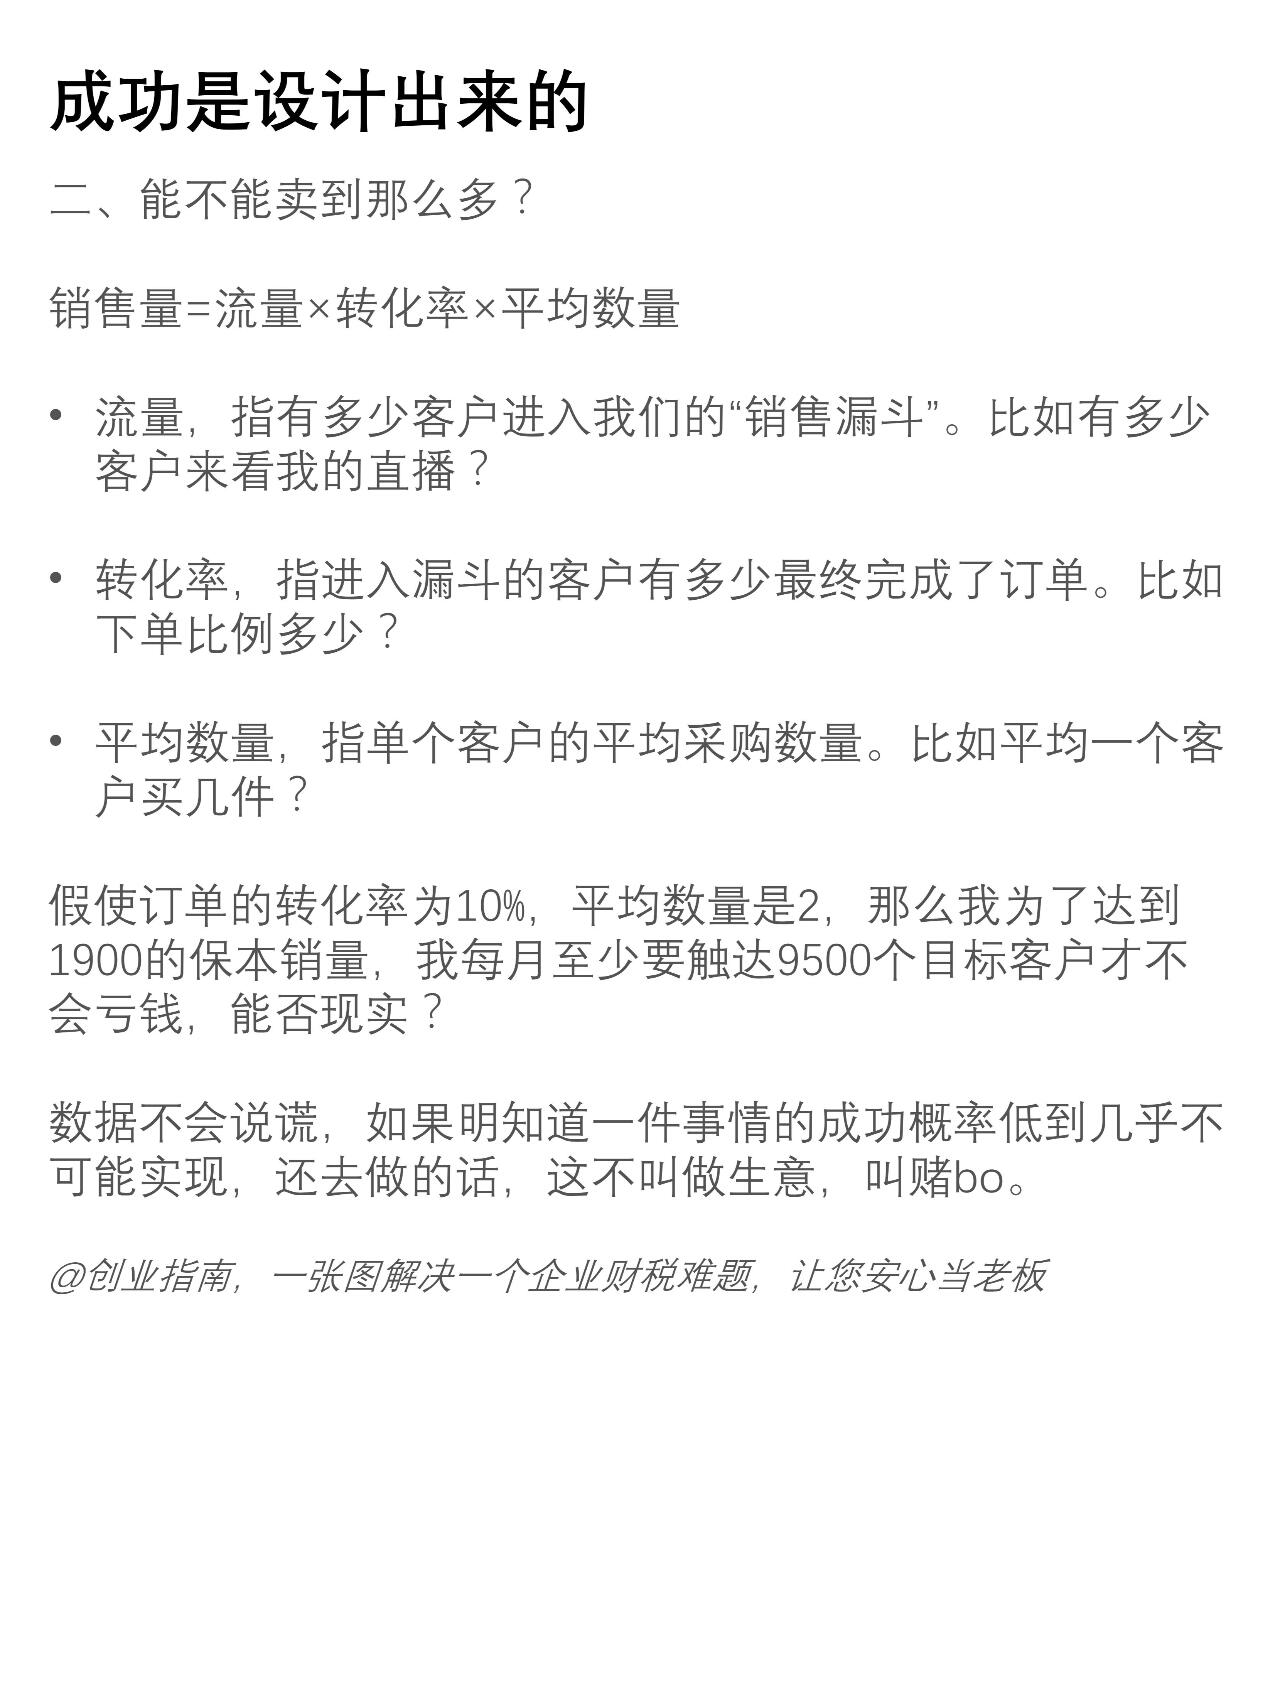 成功是设计出来的
二、能不能卖到那么多？
销售量=流量×转化率×平均数量
• 流量，指有多少客户进入我们的“销售漏斗”。比如有多少
客户来看我的直播？
• 转化率，指进入漏斗的客户有多少最终完成了订单。比如
下单比例多少？
• 平均数量，指单个客户的平均采购数量。比如平均一个客
户买几件？
假使订单的转化率为10%，平均数量是2，那么我为了达到
1900的保本销量，我每月至少要触达9500个目标客户才不
会亏钱，能否现实？
数据不会说谎，如果明知道一件事情的成功概率低到几乎不
可能实现，还去做的话，这不叫做生意，叫赌bo。
@创业指南，一张图解决一个企业财税难题，让您安心当老板